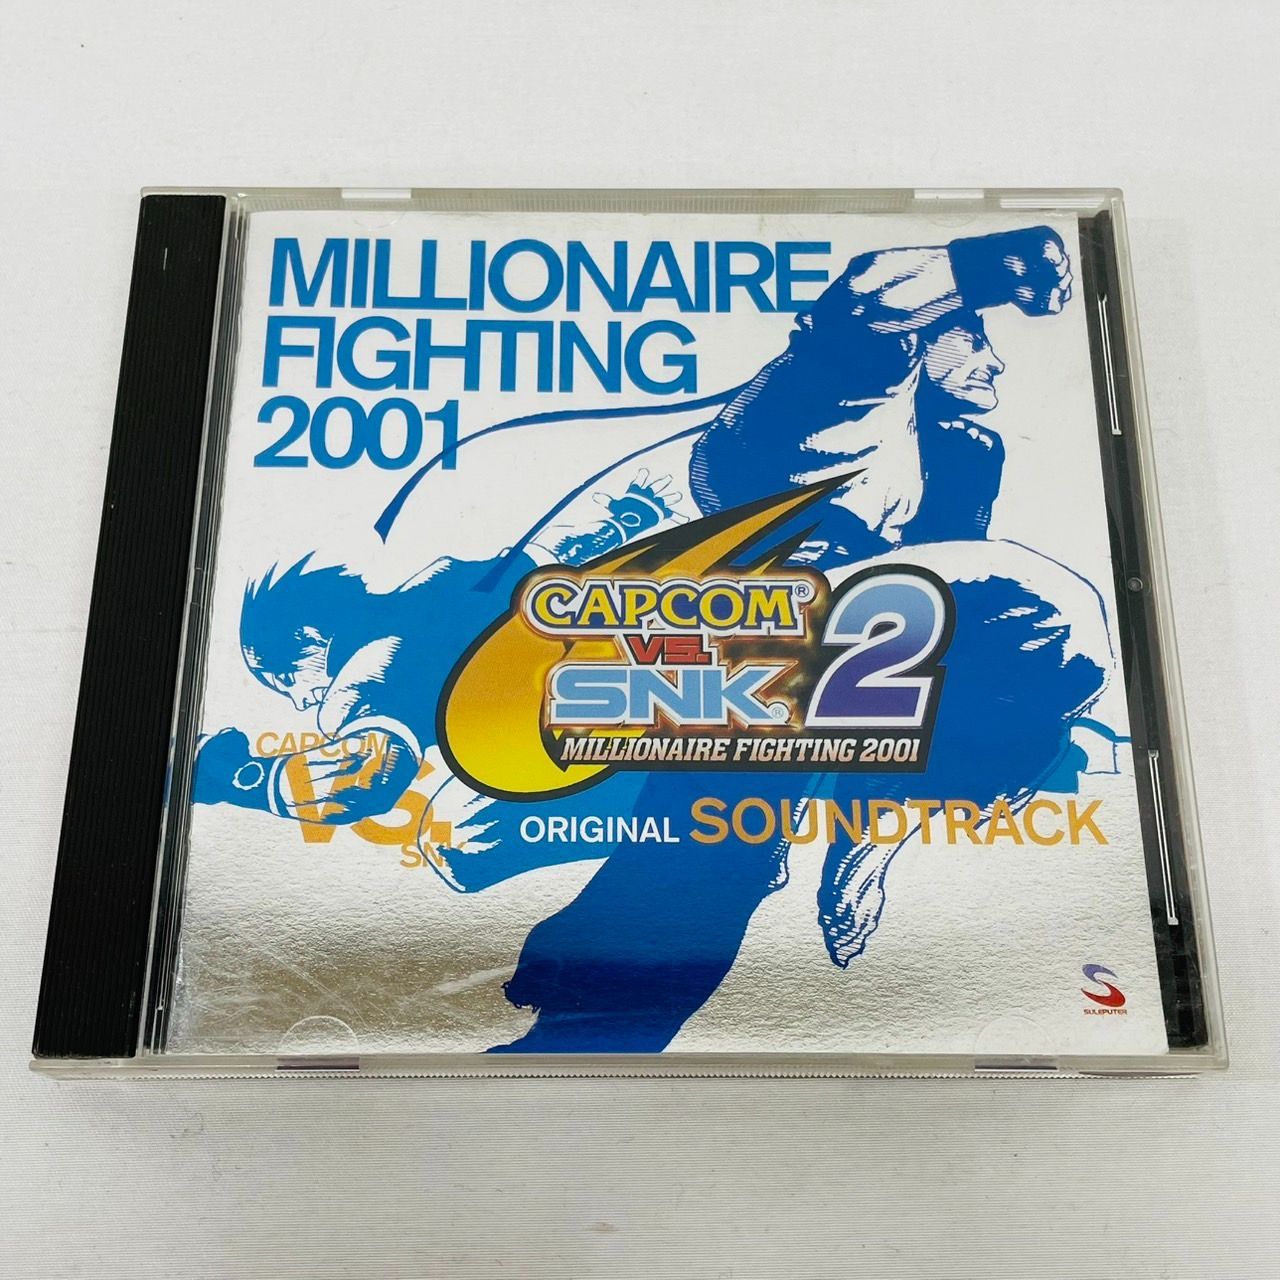 MILLIONAIRE
FIGHTING
2001
CAPCOM®
VS.
SNK® 2
MILLIONAIRE FIGHTING 2001
CAPCOM
VS.
SNK
ORIGINAL SOUNDTRACK
SULEPUTER